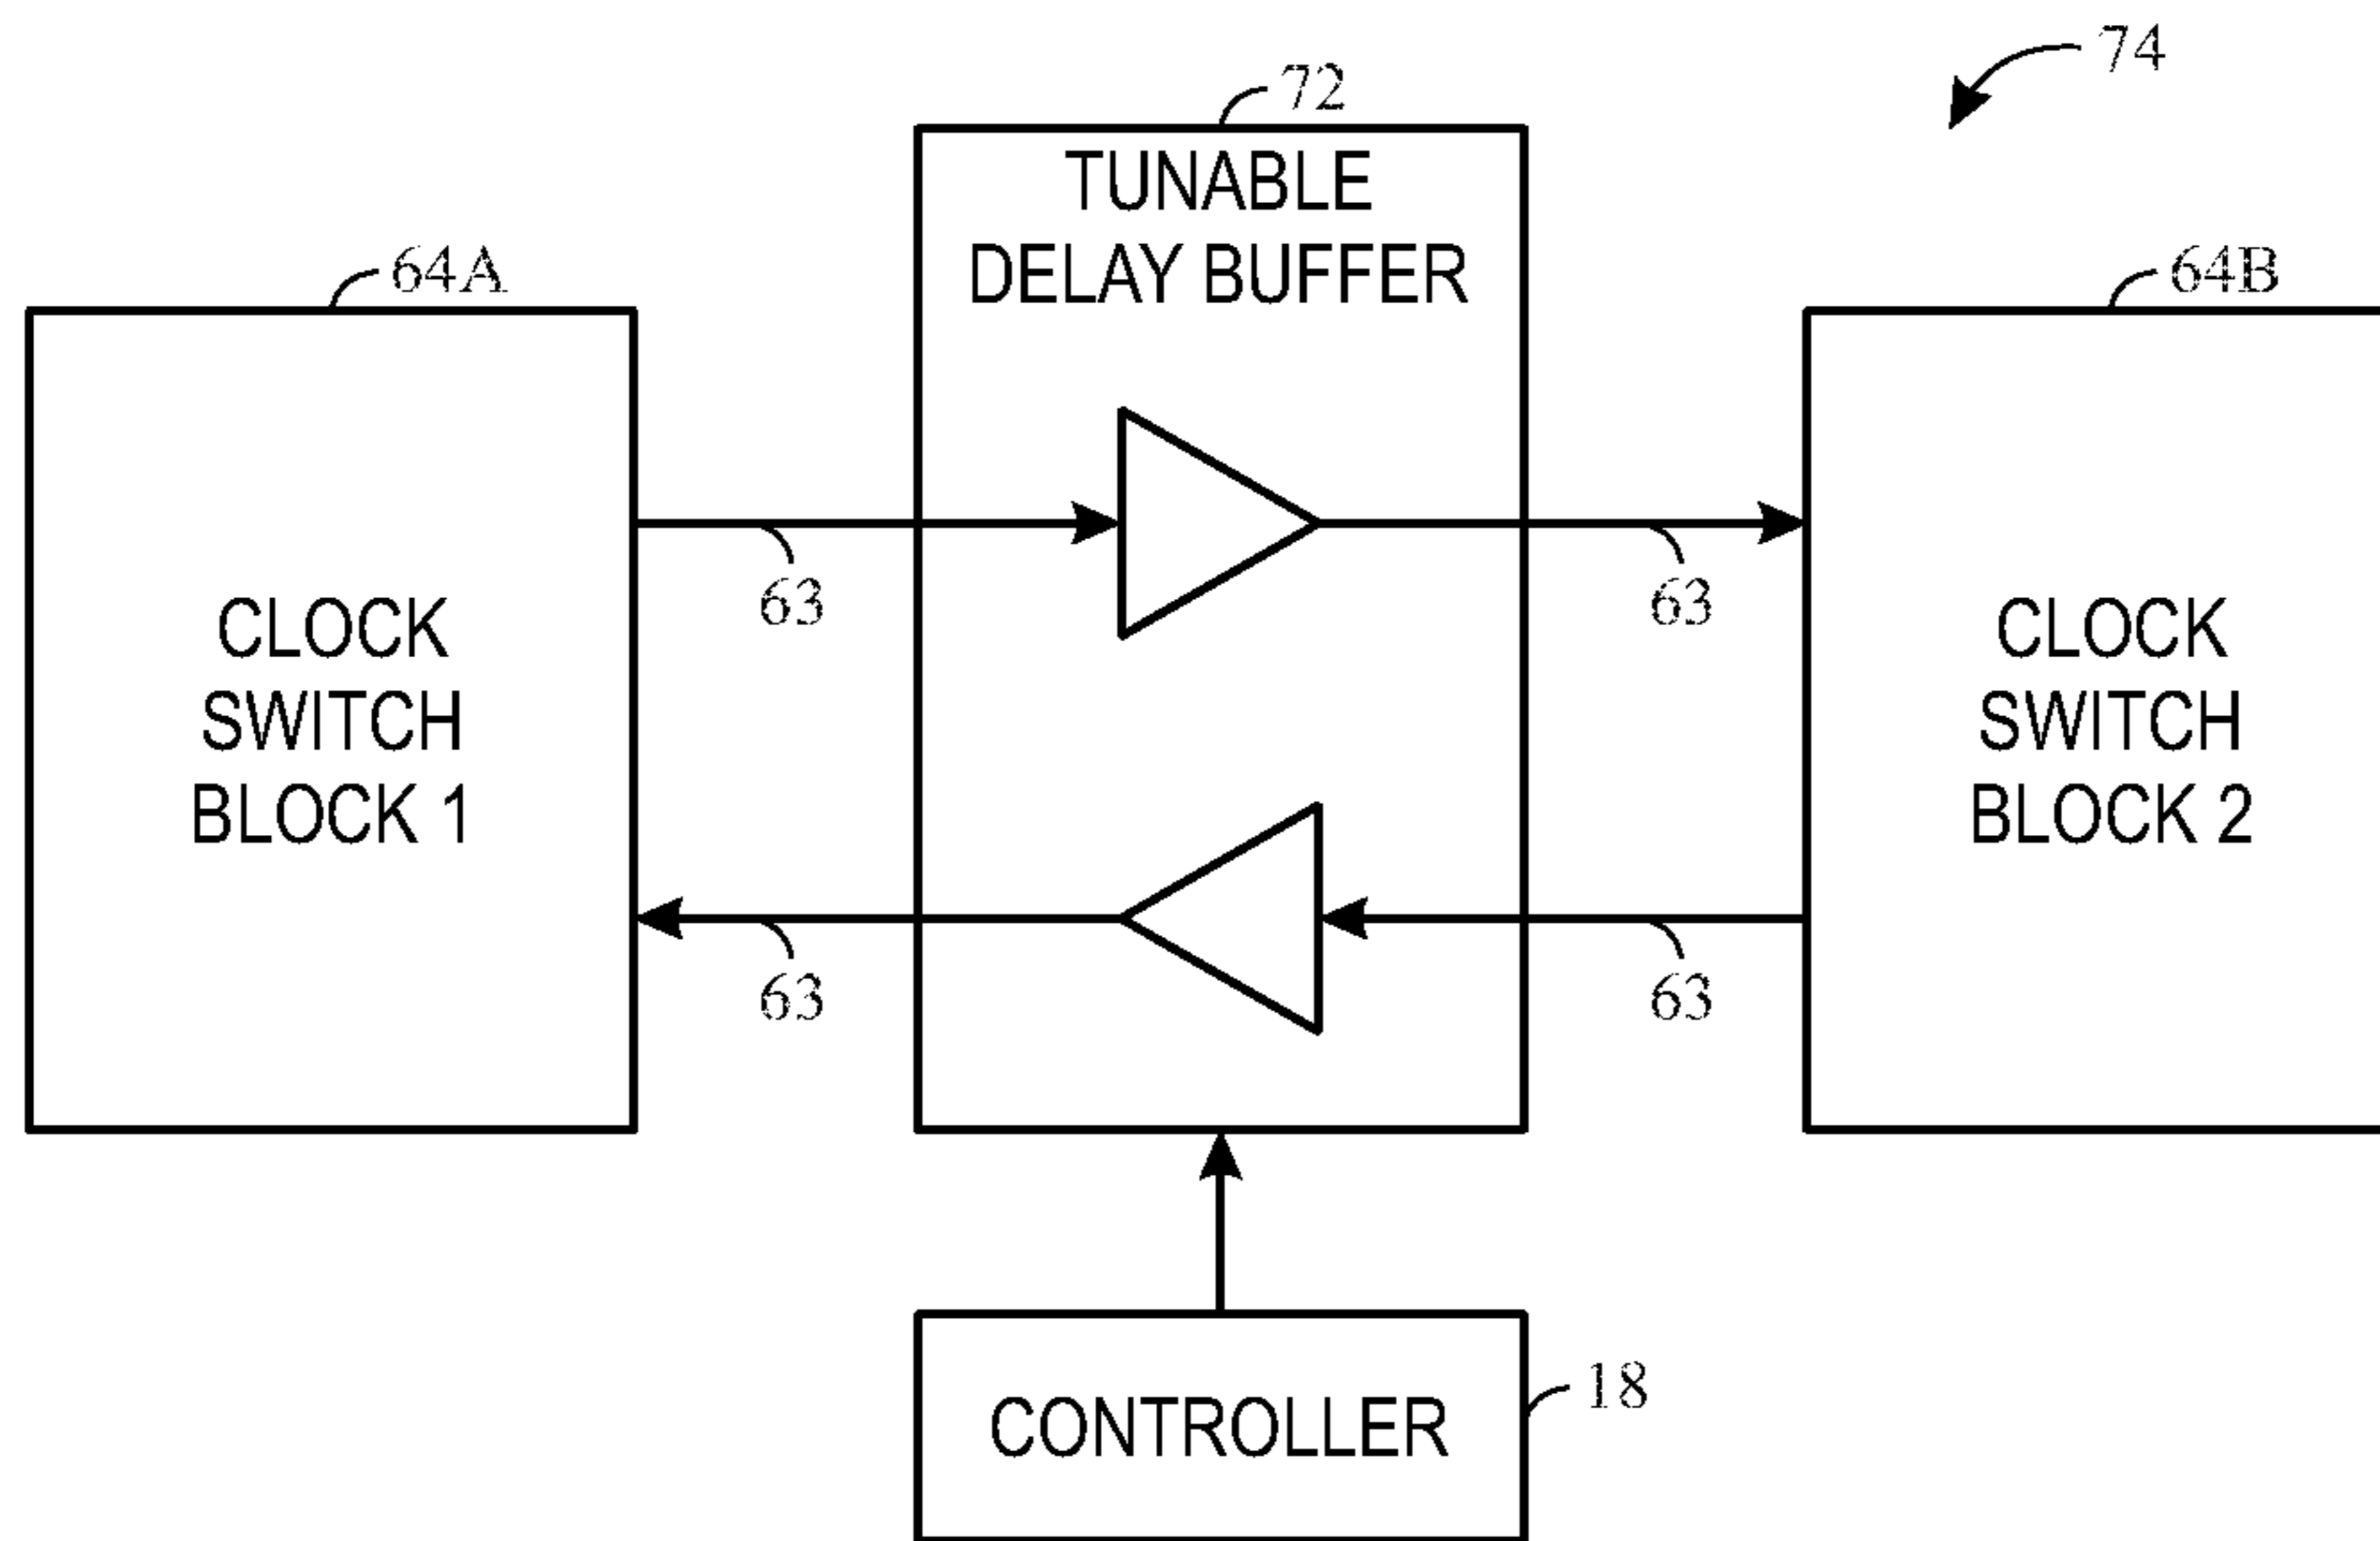 74
72
TUNABLE
DELAY BUFFER
64A
64B
63
63
CLOCK
SWITCH
BLOCK 1
CLOCK
SWITCH
BLOCK 2
63
63
18
CONTROLLER